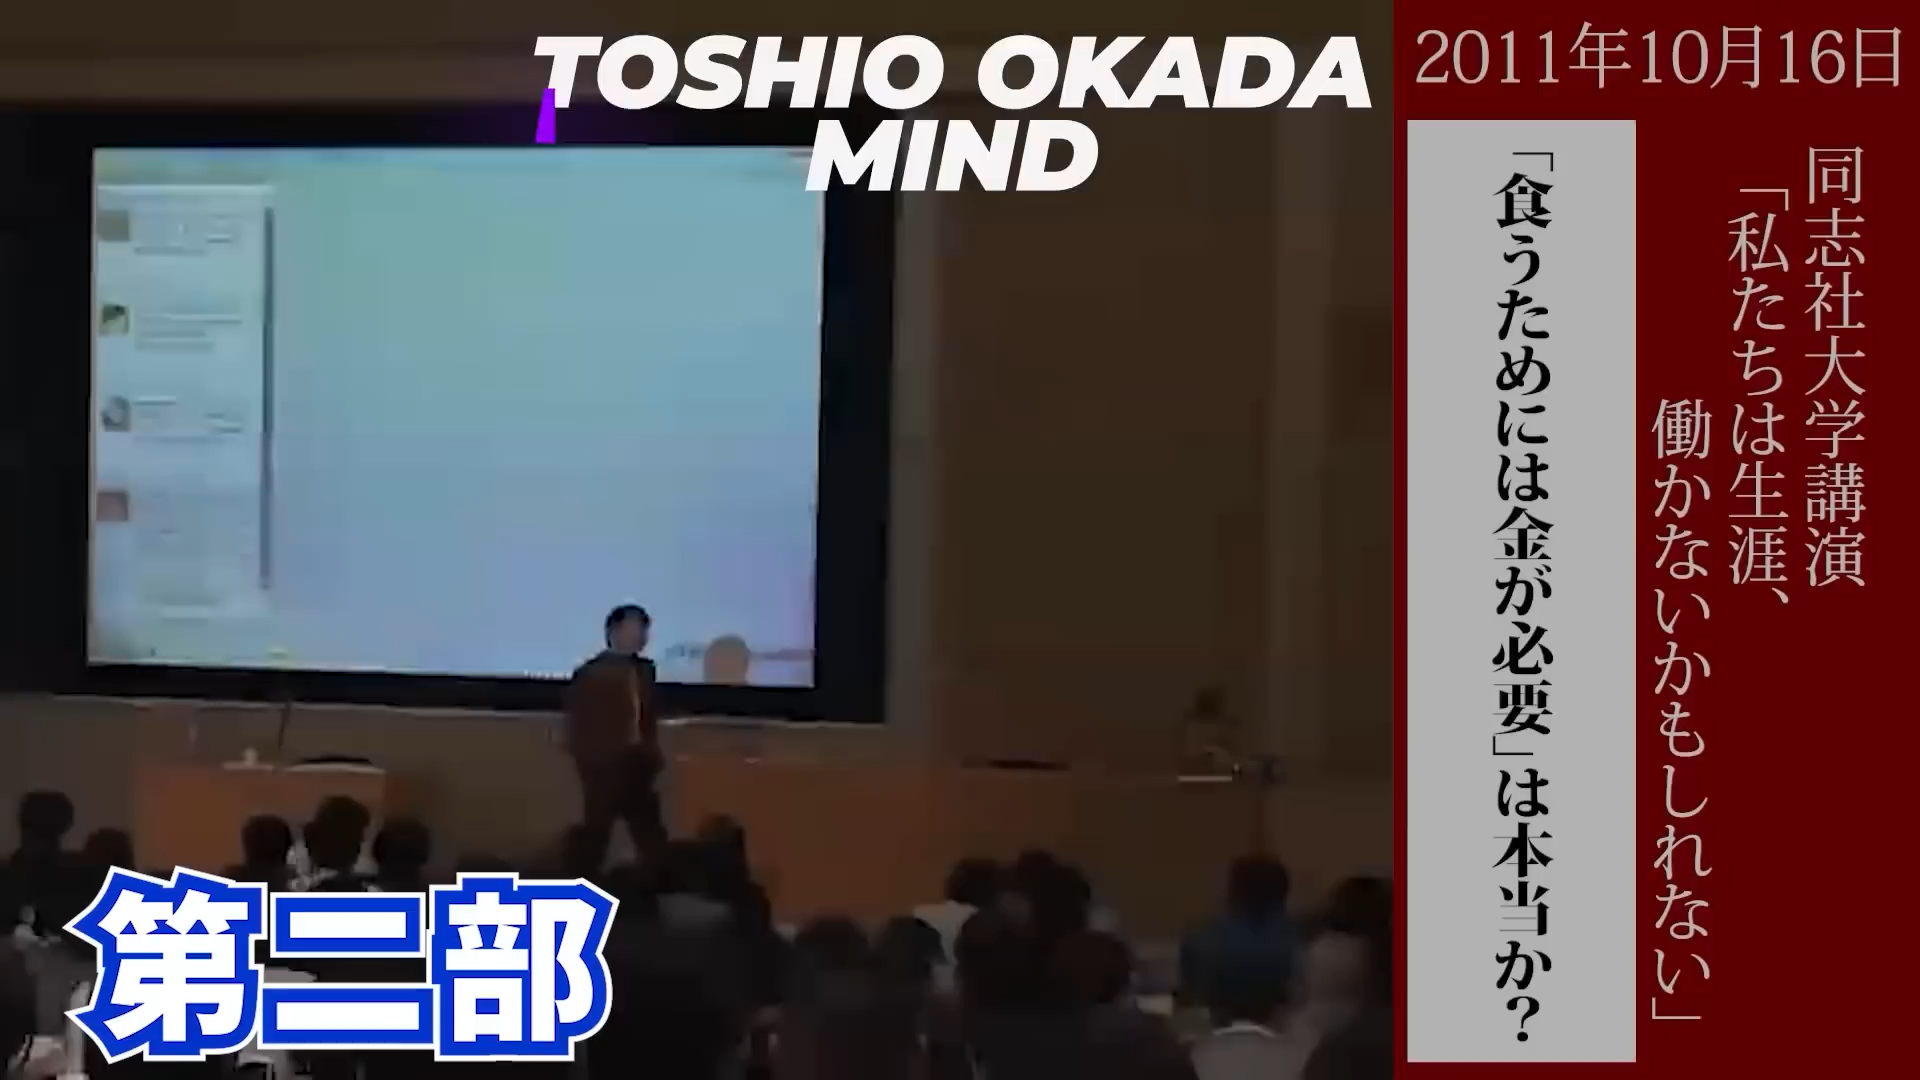 TOSHIO OKADA
MIND
2011年10月16日
同志社大学講演
「私たちは生涯、
働かないかもしれない」
「食うためには金が必要」は本当か?
第二部